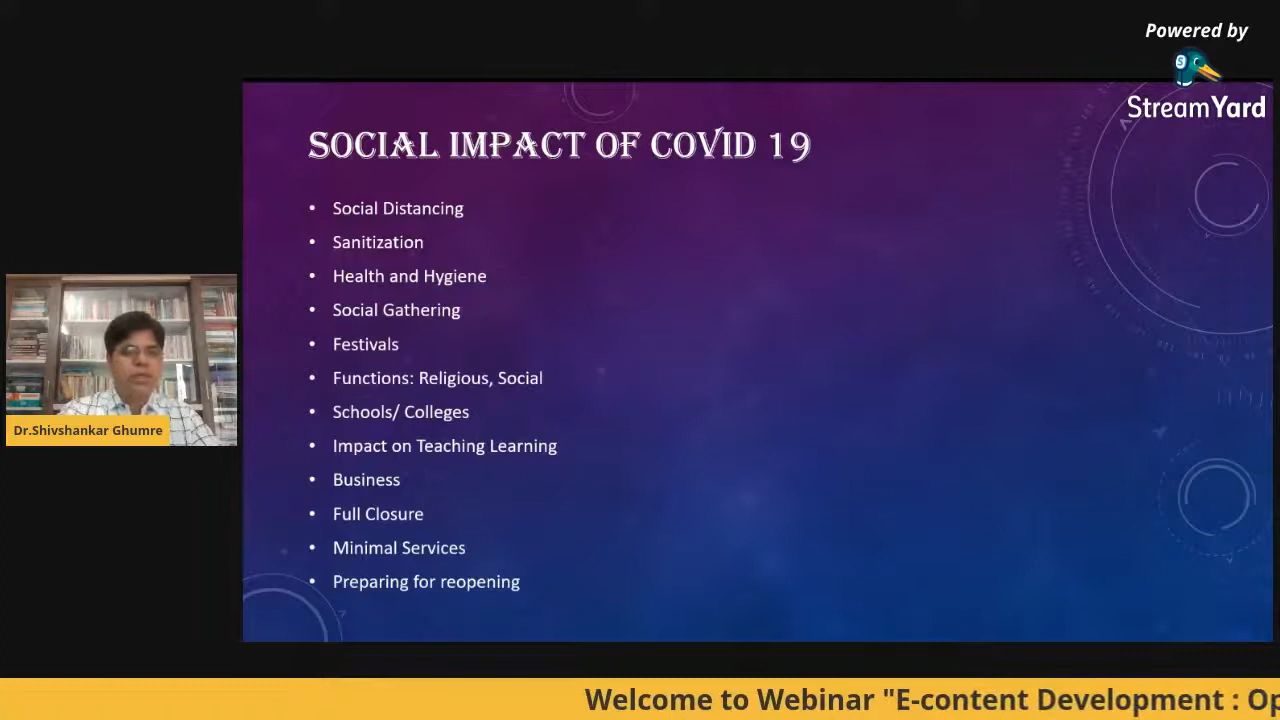 Powered by
StreamYard
SOCIAL IMPACT OF COVID 19
• Social Distancing
• Sanitization
• Health and Hygiene
• Social Gathering
• Festivals
• Functions: Religious, Social
• Schools/ Colleges
• Impact on Teaching Learning
• Business
• Full Closure
• Minimal Services
• Preparing for reopening
Dr.Shivshankar Ghumre
Welcome to Webinar "E-content Development : Op